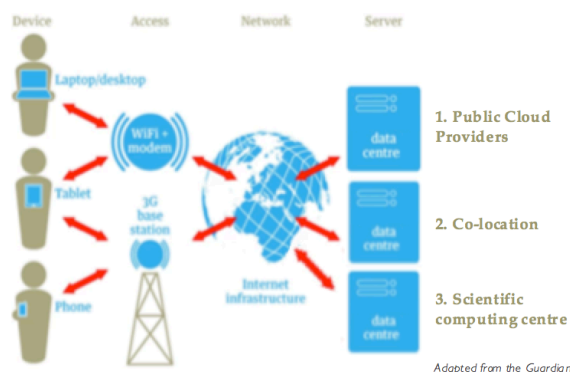 Device
Access
Network
Server
Laptop/desktop
WiFi +
modem
data
centre
1. Public Cloud
Providers
Tablet
3G
base
station
data
centre
2. Co-location
Phone
Internet
infrastructure
data
centre
3. Scientific
computing centre
Adapted from the Guardian